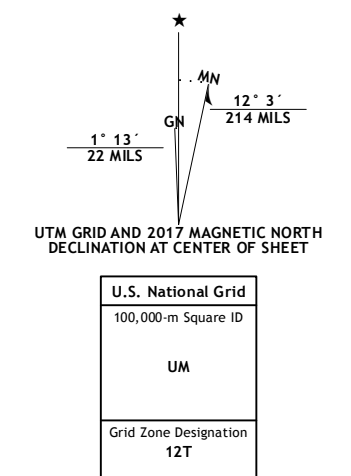 MN
12° 3´
214 MILS
GN
1° 13´
22 MILS
UTM GRID AND 2017 MAGNETIC NORTH
DECLINATION AT CENTER OF SHEET
U.S. National Grid
100,000-m Square ID
UM
Grid Zone Designation
12T